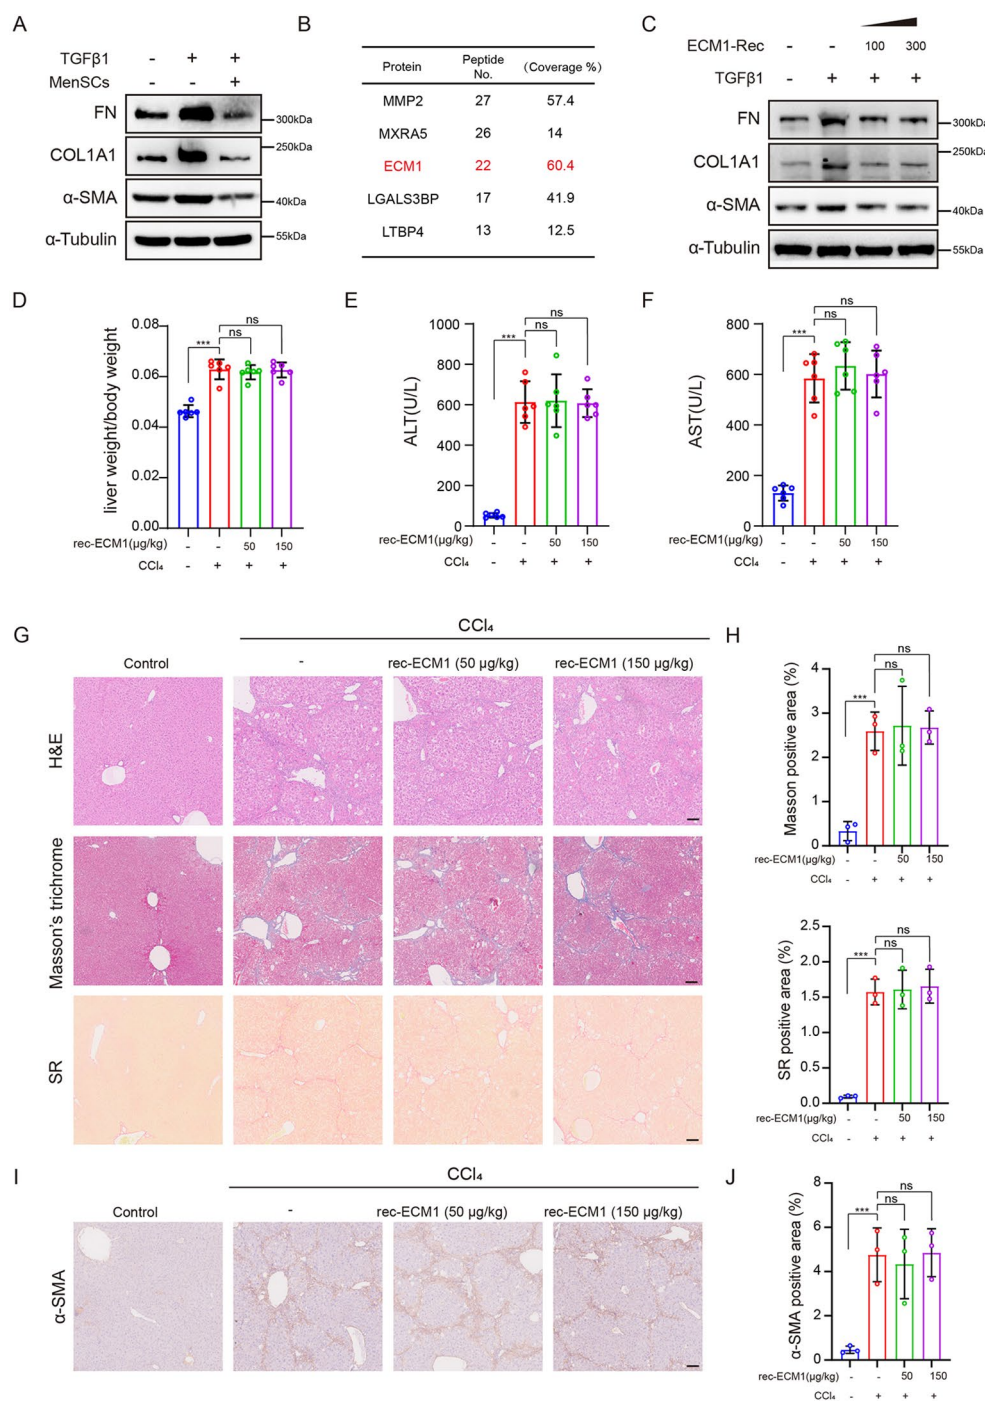 A
TGFβ1 - + +
MenSCs - - +
FN
300kDa
250kDa
COL1A1
α-SMA
40kDa
α-Tubulin
55kDa
B
Protein Peptide No. (Coverage %)
MMP2 27 57.4
MXRA5 26 14
ECM1 22 60.4
LGALS3BP 17 41.9
LTBP4 13 12.5
C
ECM1-Rec - - 100 300
TGFβ1 - + + +
FN
300kDa
250kDa
COL1A1
α-SMA
40kDa
α-Tubulin
55kDa
D
liver weight/body weight
0.08
0.06
0.04
0.02
0.00
***
ns
ns
rec-ECM1(µg/kg) - - 50 150
CCl₄ - + + +
E
ALT(U/L)
1000
800
600
400
200
0
***
ns
ns
rec-ECM1(µg/kg) - - 50 150
CCl₄ - + + +
F
AST(U/L)
800
600
400
200
0
***
ns
ns
rec-ECM1(µg/kg) - - 50 150
CCl₄ - + + +
G
CCl₄
Control - rec-ECM1 (50 µg/kg) rec-ECM1 (150 µg/kg)
H&E
Masson's trichrome
SR
H
Masson positive area (%)
4
3
2
1
0
***
ns
ns
rec-ECM1(µg/kg) - - 50 150
CCl₄ - + + +
SR positive area (%)
2.5
2.0
1.5
1.0
0.5
0.0
***
ns
ns
rec-ECM1(µg/kg) - - 50 150
CCl₄ - + + +
I
CCl₄
Control - rec-ECM1 (50 µg/kg) rec-ECM1 (150 µg/kg)
α-SMA
J
α-SMA positive area (%)
8
6
4
2
0
***
ns
ns
rec-ECM1(µg/kg) - - 50 150
CCl₄ - + + +